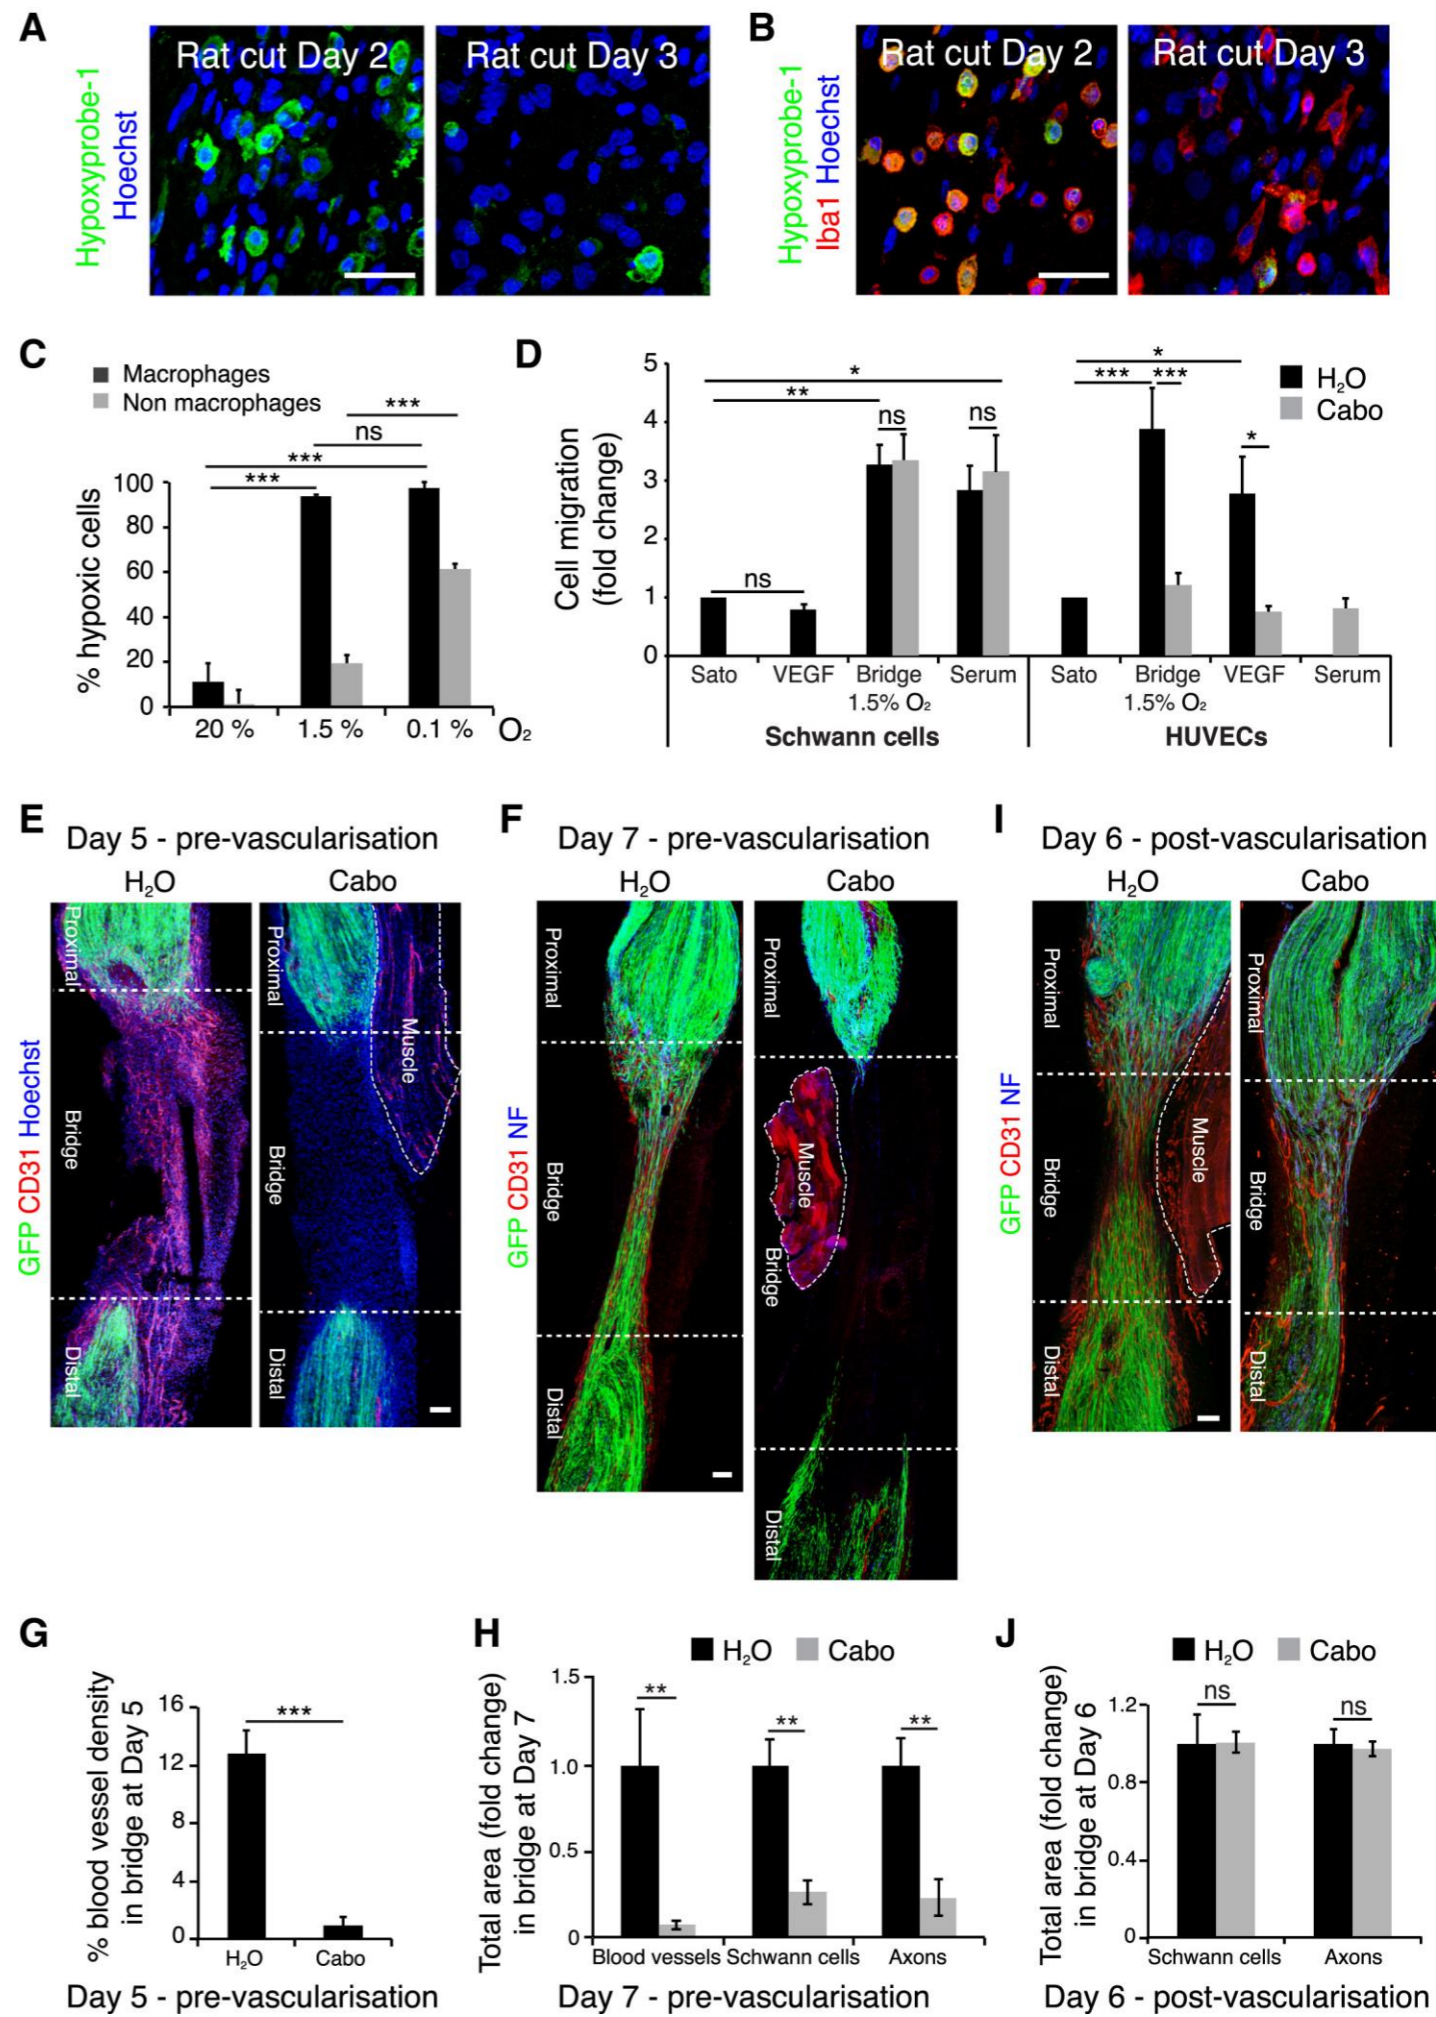 A
Hypoxyprobe-1
Hoechst
Rat cut Day 2
Rat cut Day 3
B
Hypoxyprobe-1
Iba1 Hoechst
Rat cut Day 2
Rat cut Day 3
C
Macrophages
Non macrophages
***
ns
***
***
% hypoxic cells
100
80
60
40
20
0
20 %
1.5 %
0.1 %
O₂
D
Cell migration
(fold change)
5
4
3
2
1
0
*
**
ns
ns
ns
*
***
***
*
H₂O
Cabo
Sato
VEGF
Bridge
1.5% O₂
Serum
Sato
Bridge
1.5% O₂
VEGF
Serum
Schwann cells
HUVECs
E
Day 5 - pre-vascularisation
H₂O
Cabo
GFP CD31 Hoechst
Proximal
Bridge
Distal
Proximal
Bridge
Distal
Muscle
F
Day 7 - pre-vascularisation
H₂O
Cabo
GFP CD31 NF
Proximal
Bridge
Distal
Proximal
Muscle
Bridge
Distal
I
Day 6 - post-vascularisation
H₂O
Cabo
GFP CD31 NF
Proximal
Bridge
Distal
Muscle
Proximal
Bridge
Distal
G
% blood vessel density
in bridge at Day 5
16
12
8
4
0
***
H₂O
Cabo
Day 5 - pre-vascularisation
H
H₂O
Cabo
Total area (fold change)
in bridge at Day 7
1.5
1.0
0.5
0
**
**
**
Blood vessels
Schwann cells
Axons
Day 7 - pre-vascularisation
J
H₂O
Cabo
Total area (fold change)
in bridge at Day 6
1.2
0.8
0.4
0
ns
ns
Schwann cells
Axons
Day 6 - post-vascularisation